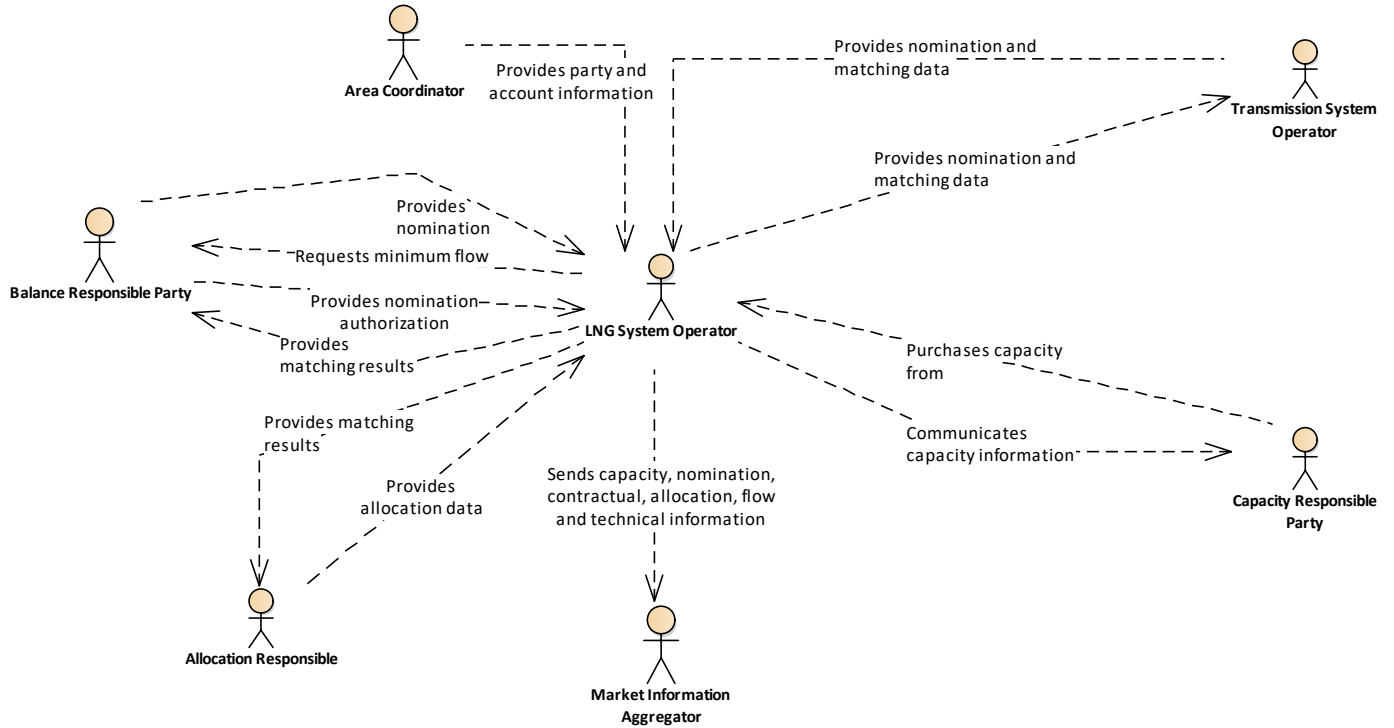 Provides party and
account information
Area Coordinator
Provides nomination and
matching data
Transmission System
Operator
Provides nomination and
matching data
Provides
nomination
Requests minimum flow
Balance Responsible Party
Provides nomination
authorization
Provides
matching results
LNG System Operator
Purchases capacity
from
Communicates
capacity information
Capacity Responsible
Party
Provides matching
results
Provides
allocation data
Sends capacity, nomination,
contractual, allocation, flow
and technical information
Allocation Responsible
Market Information
Aggregator